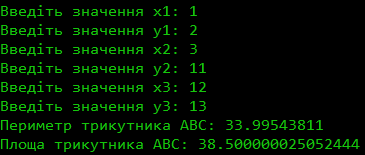 Введіть значення x1: 1
Введіть значення y1: 2
Введіть значення x2: 3
Введіть значення y2: 11
Введіть значення x3: 12
Введіть значення y3: 13
Периметр трикутника ABC: 33.99543811
Площа трикутника ABC: 38.500000025052444